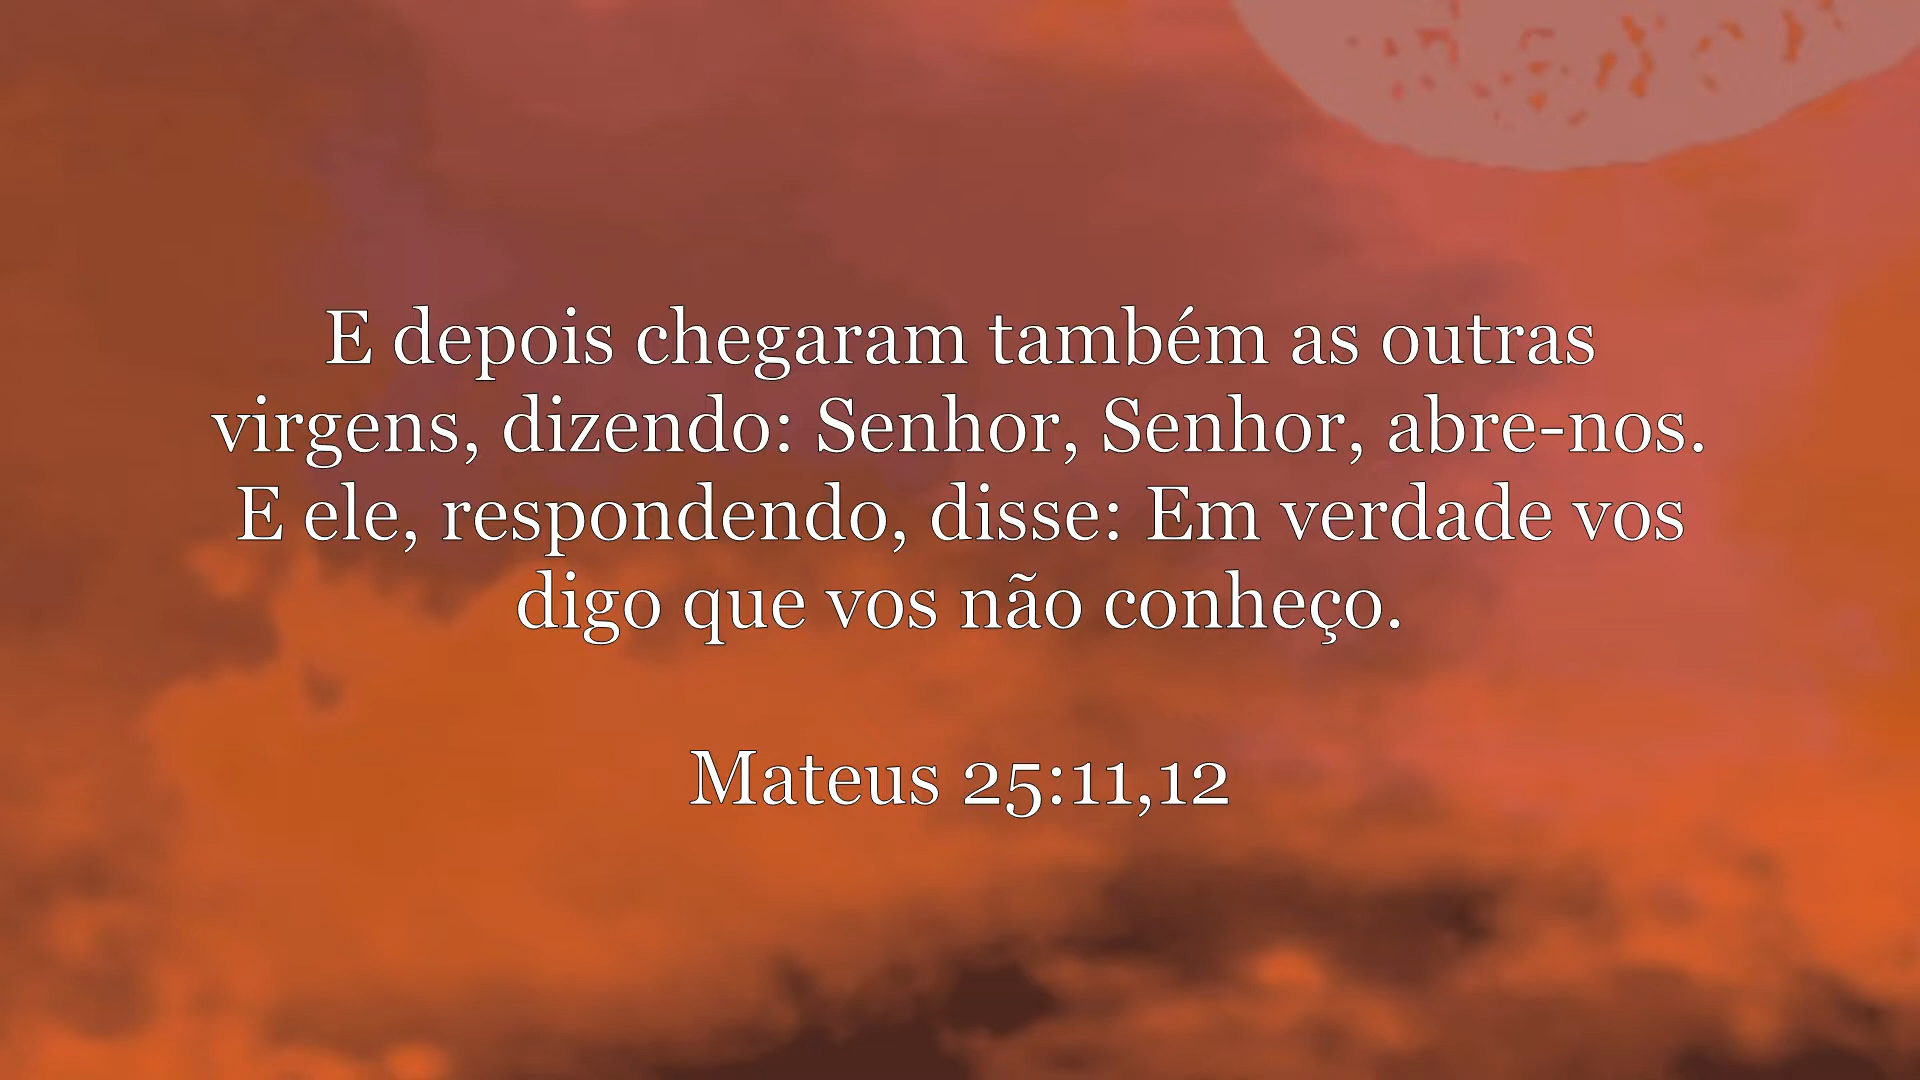 E depois chegaram também as outras
virgens, dizendo: Senhor, Senhor, abre-nos.
E ele, respondendo, disse: Em verdade vos
digo que vos não conheço.
Mateus 25:11,12